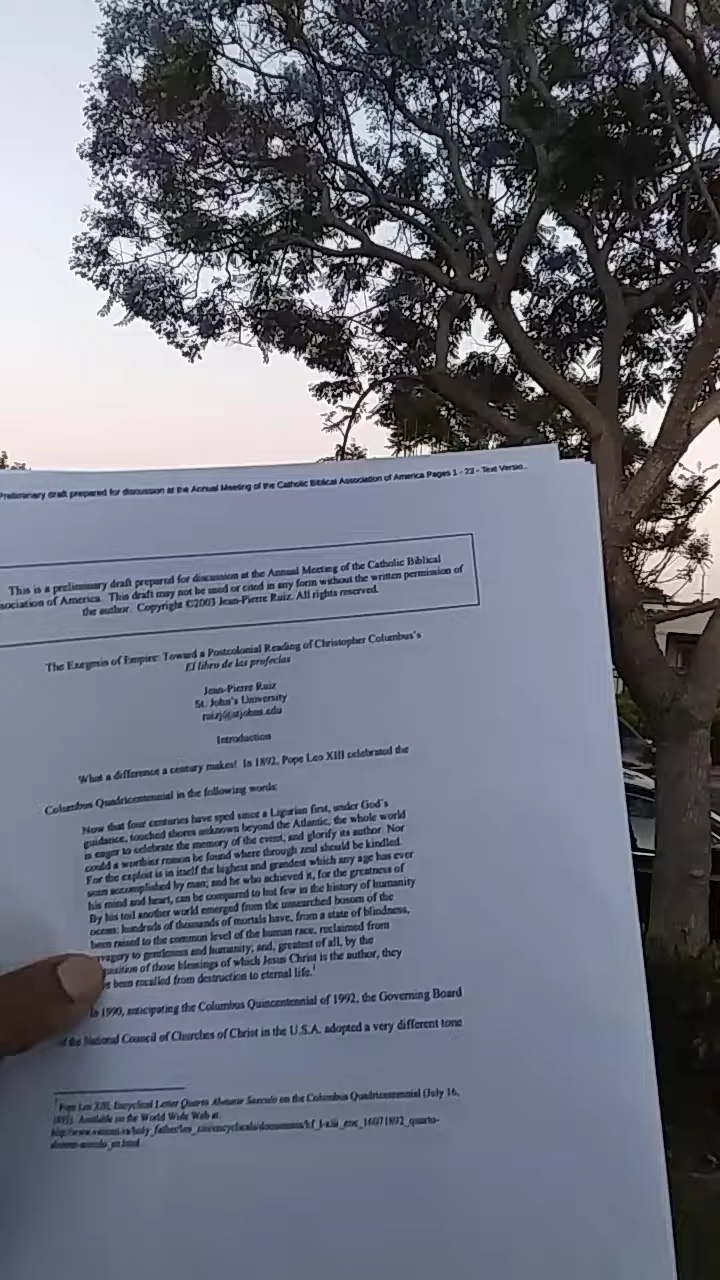 Preliminary draft prepared for discussion at the Annual Meeting of the Catholic Biblical Association of America Pages 1 - 23 - Text Versio...
This is a preliminary draft prepared for discussion at the Annual Meeting of the Catholic Biblical
sociation of America. This draft may not be used or cited in any form without the written permission of
the author. Copyright ©2003 Jean-Pierre Ruiz. All rights reserved.
The Exegesis of Empire: Toward a Postcolonial Reading of Christopher Columbus's
El libro de las profecías
Jean-Pierre Ruiz
St. John's University
ruizj@stjohns.edu
Introduction
What a difference a century makes! In 1892, Pope Leo XIII celebrated the
Columbus Quadricentennial in the following words:
Now that four centuries have sped since a Ligurian first, under God's
guidance, touched shores unknown beyond the Atlantic, the whole world
is eager to celebrate the memory of the event, and glorify its author. Nor
could a worthier reason be found where through zeal should be kindled.
For the exploit is in itself the highest and grandest which any age has ever
seen accomplished by man; and he who achieved it, for the greatness of
his mind and heart, can be compared to but few in the history of humanity
By his toil another world emerged from the unsearched bosom of the
ocean: hundreds of thousands of mortals have, from a state of blindness,
been raised to the common level of the human race, reclaimed from
vagery to gentleness and humanity; and, greatest of all, by the
quisition of those blessings of which Jesus Christ is the author, they
been recalled from destruction to eternal life.1
In 1990, anticipating the Columbus Quincentennial of 1992, the Governing Board
of the National Council of Churches of Christ in the U.S.A. adopted a very different tone
1 Pope Leo XIII, Encyclical Letter Quarto Abeunte Saeculo on the Columbus Quadricentennial (July 16,
1892). Available on the World Wide Web at